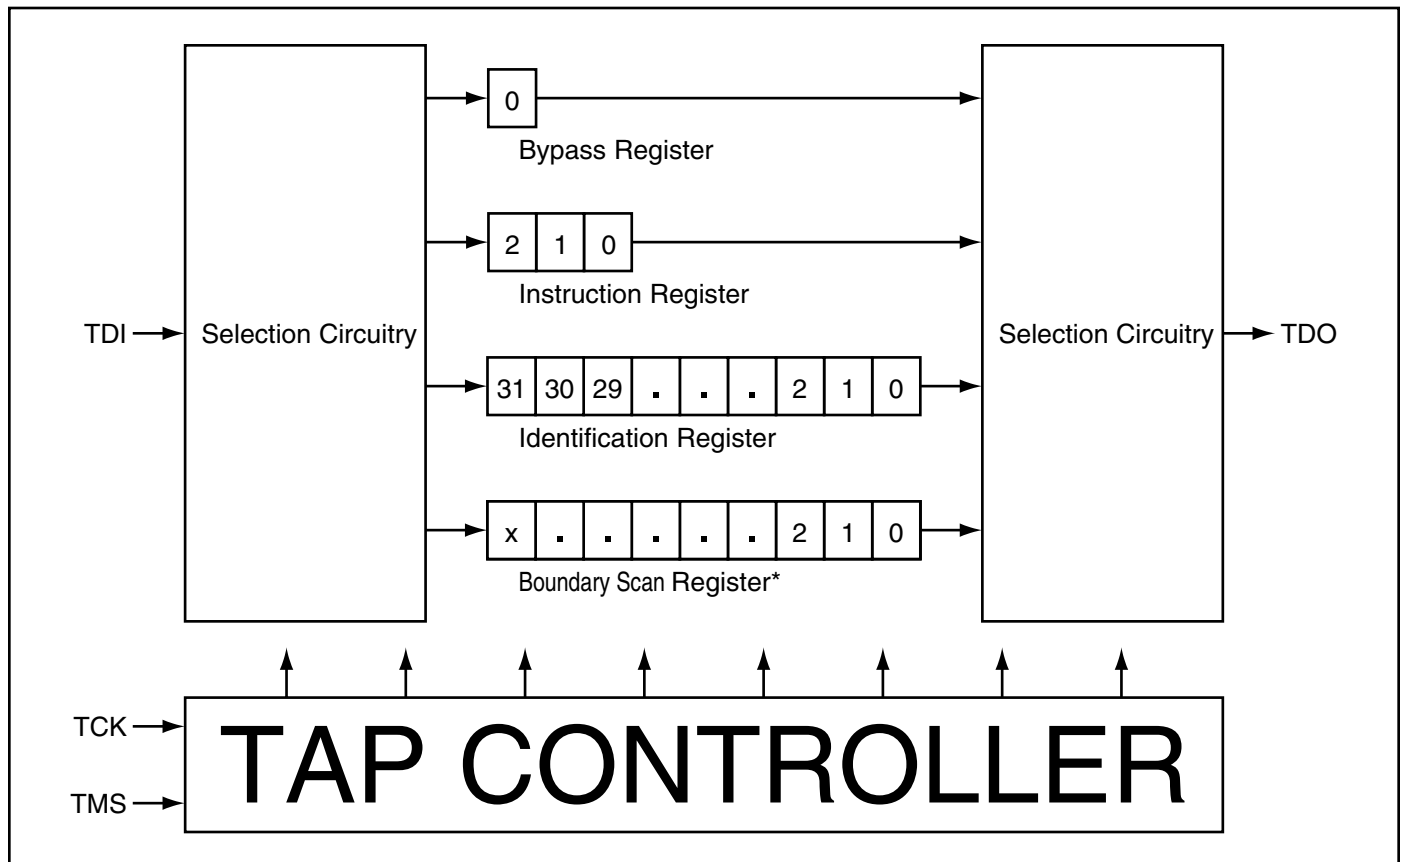 0
Bypass Register
2 1 0
Instruction Register
TDI
Selection Circuitry
Selection Circuitry
TDO
31 30 29 . . . 2 1 0
Identification Register
x . . . . . 2 1 0
Boundary Scan Register*
TCK
TAP CONTROLLER
TMS